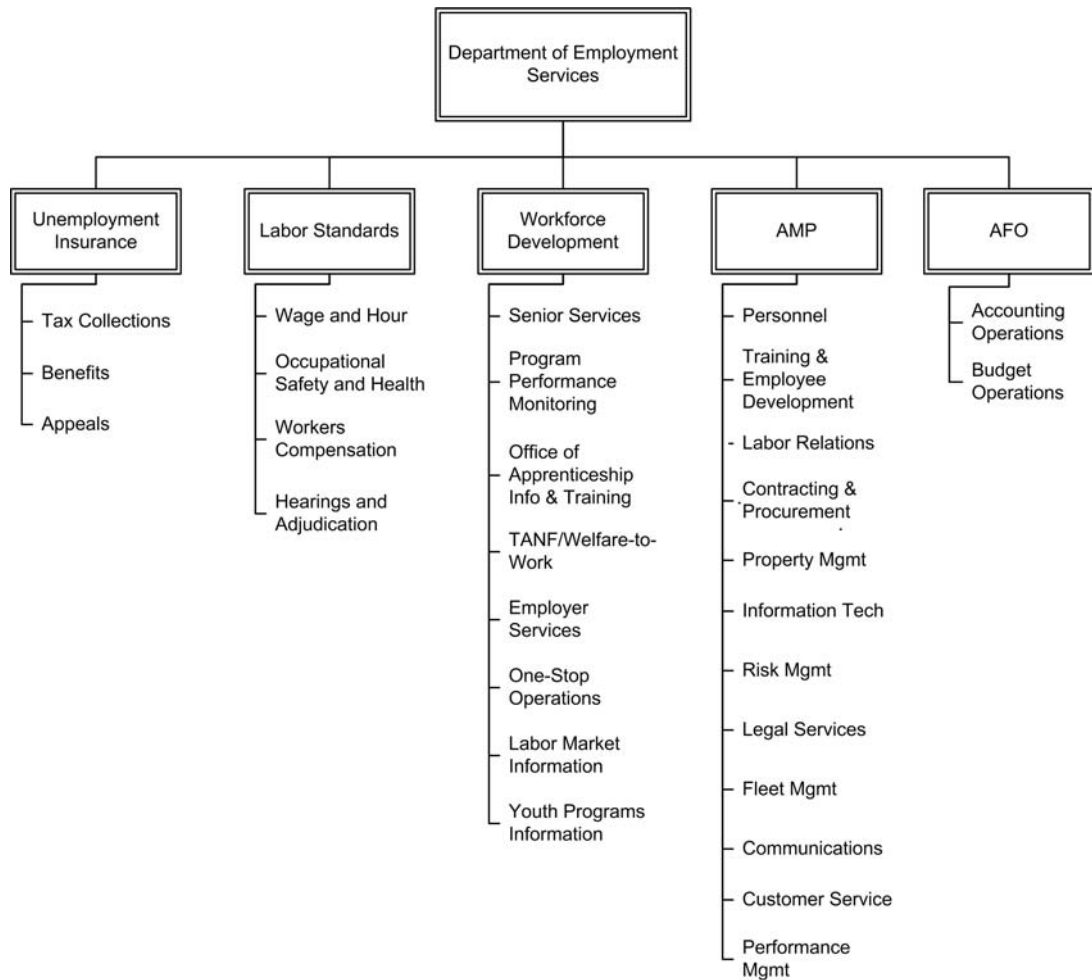 Department of Employment
Services
Unemployment
Insurance
Tax Collections
Benefits
Appeals
Labor Standards
Wage and Hour
Occupational
Safety and Health
Workers
Compensation
Hearings and
Adjudication
Workforce
Development
Senior Services
Program
Performance
Monitoring
Office of
Apprenticeship
Info & Training
TANF/Welfare-to-
Work
Employer
Services
One-Stop
Operations
Labor Market
Information
Youth Programs
Information
AMP
Personnel
Training &
Employee
Development
Labor Relations
Contracting &
Procurement
Property Mgmt
Information Tech
Risk Mgmt
Legal Services
Fleet Mgmt
Communications
Customer Service
Performance
Mgmt
AFO
Accounting
Operations
Budget
Operations